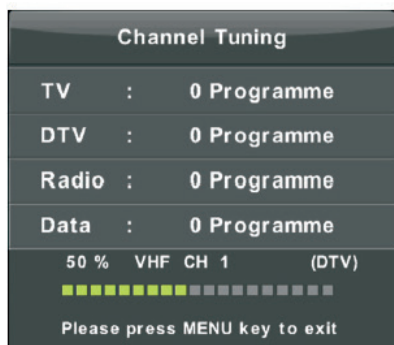 Channel Tuning
TV : 0 Programme
DTV : 0 Programme
Radio : 0 Programme
Data : 0 Programme
50 % VHF CH 1 (DTV)
Please press MENU key to exit